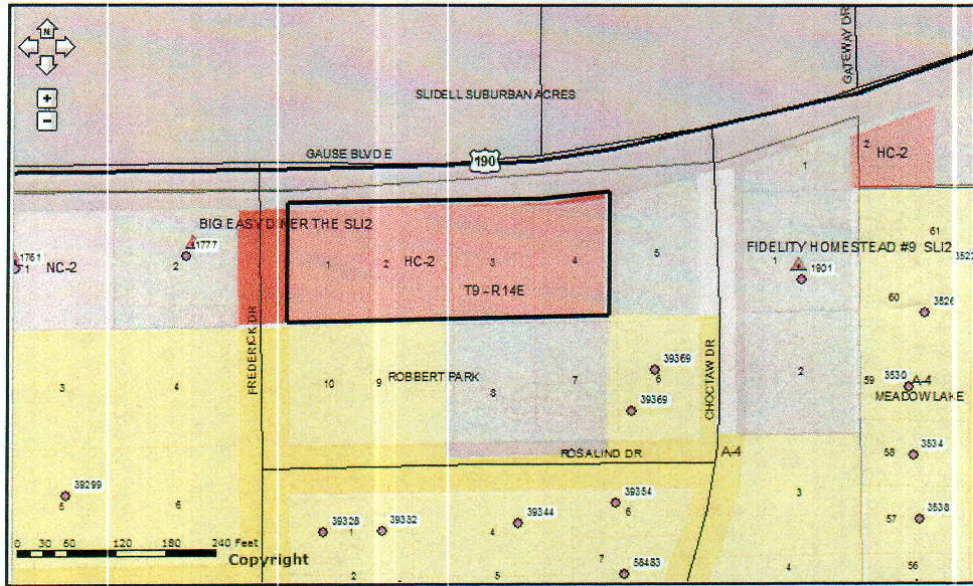 N
+
-
GATEWAY DR
SLIDELL SUBURBAN ACRES
GAUSE BLVD E
190
2
HC-2
1
BIG EASY DINER THE SLI2
1777
1761
71
NC-2
2
1
2
HC-2
3
4
T9 - R14E
5
FIDELITY HOMESTEAD #9 SLI2
1
1901
61
3522
60
3526
FREDERICK DR
CHOCTAW DR
3
4
10
9
ROBBERT PARK
8
7
39369
6
39369
2
59
3530
A-4
MEADOW LAKE
ROSALIND DR
A-4
58
3534
39299
5
6
39328
1
39332
39344
4
39354
6
3
57
3538
0 30 60 120 180 240 Feet
Copyright
2
5
7
58483
4
56